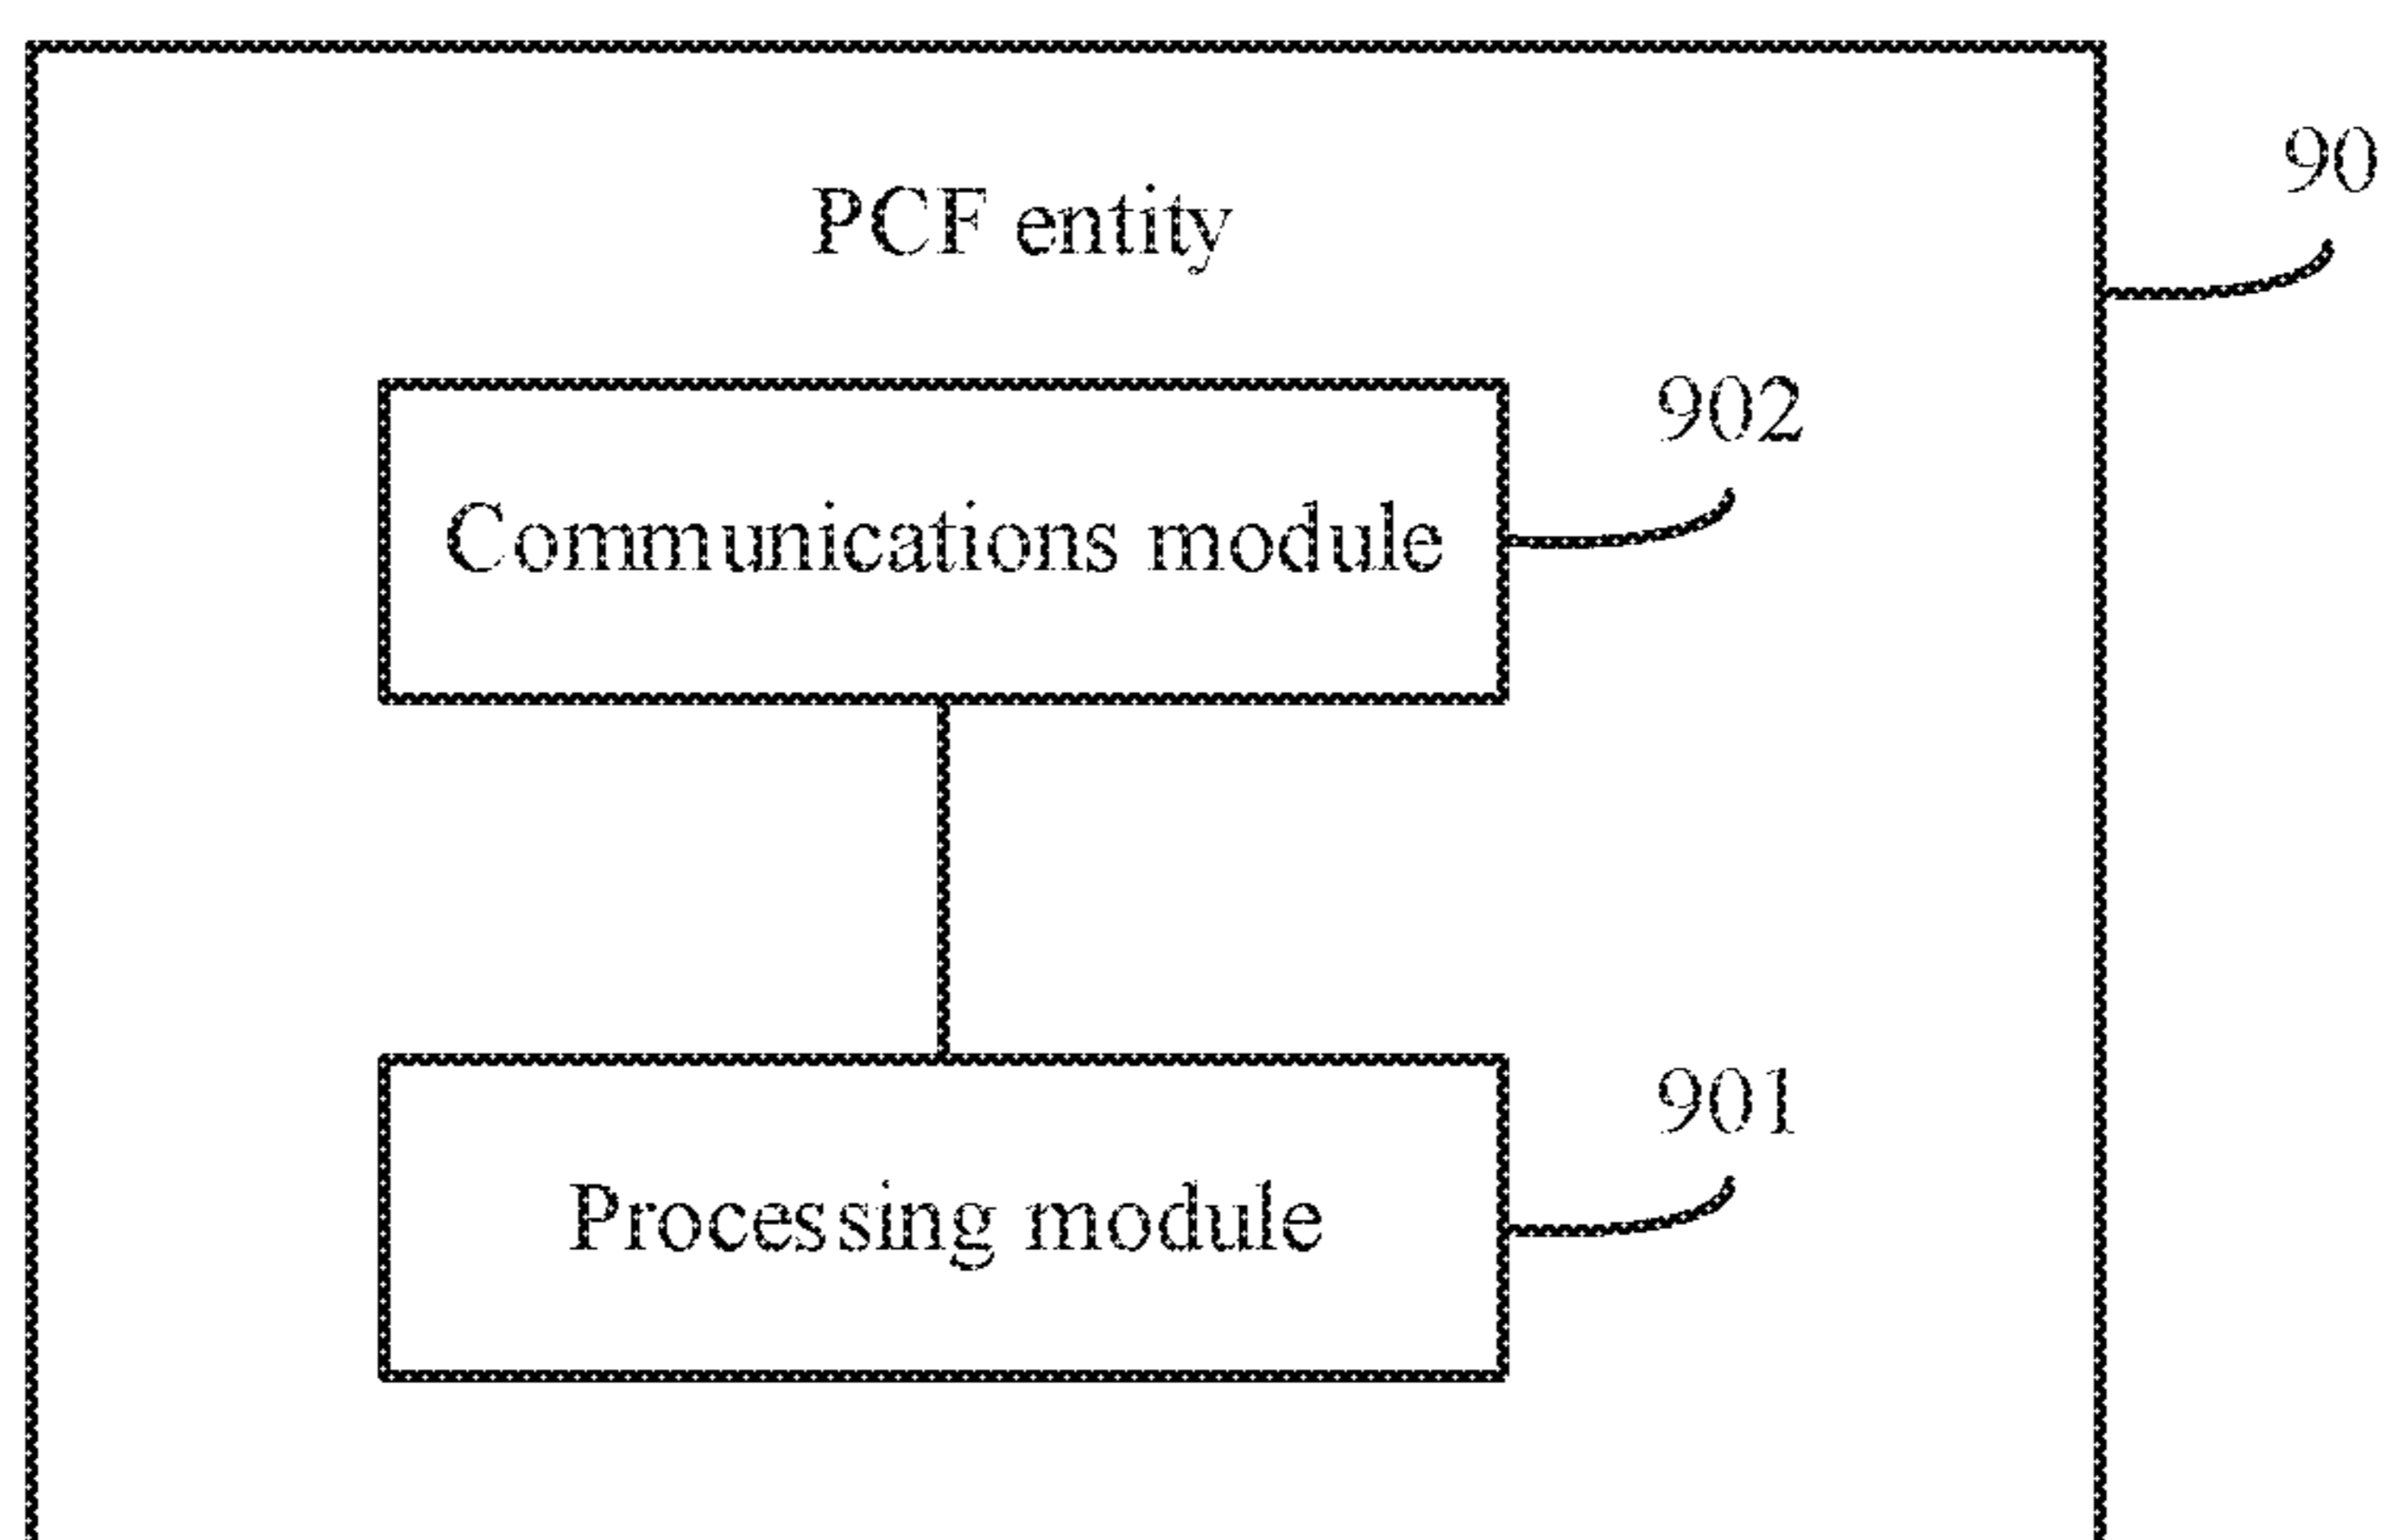 90
PCF entity
902
Communications module
901
Processing module